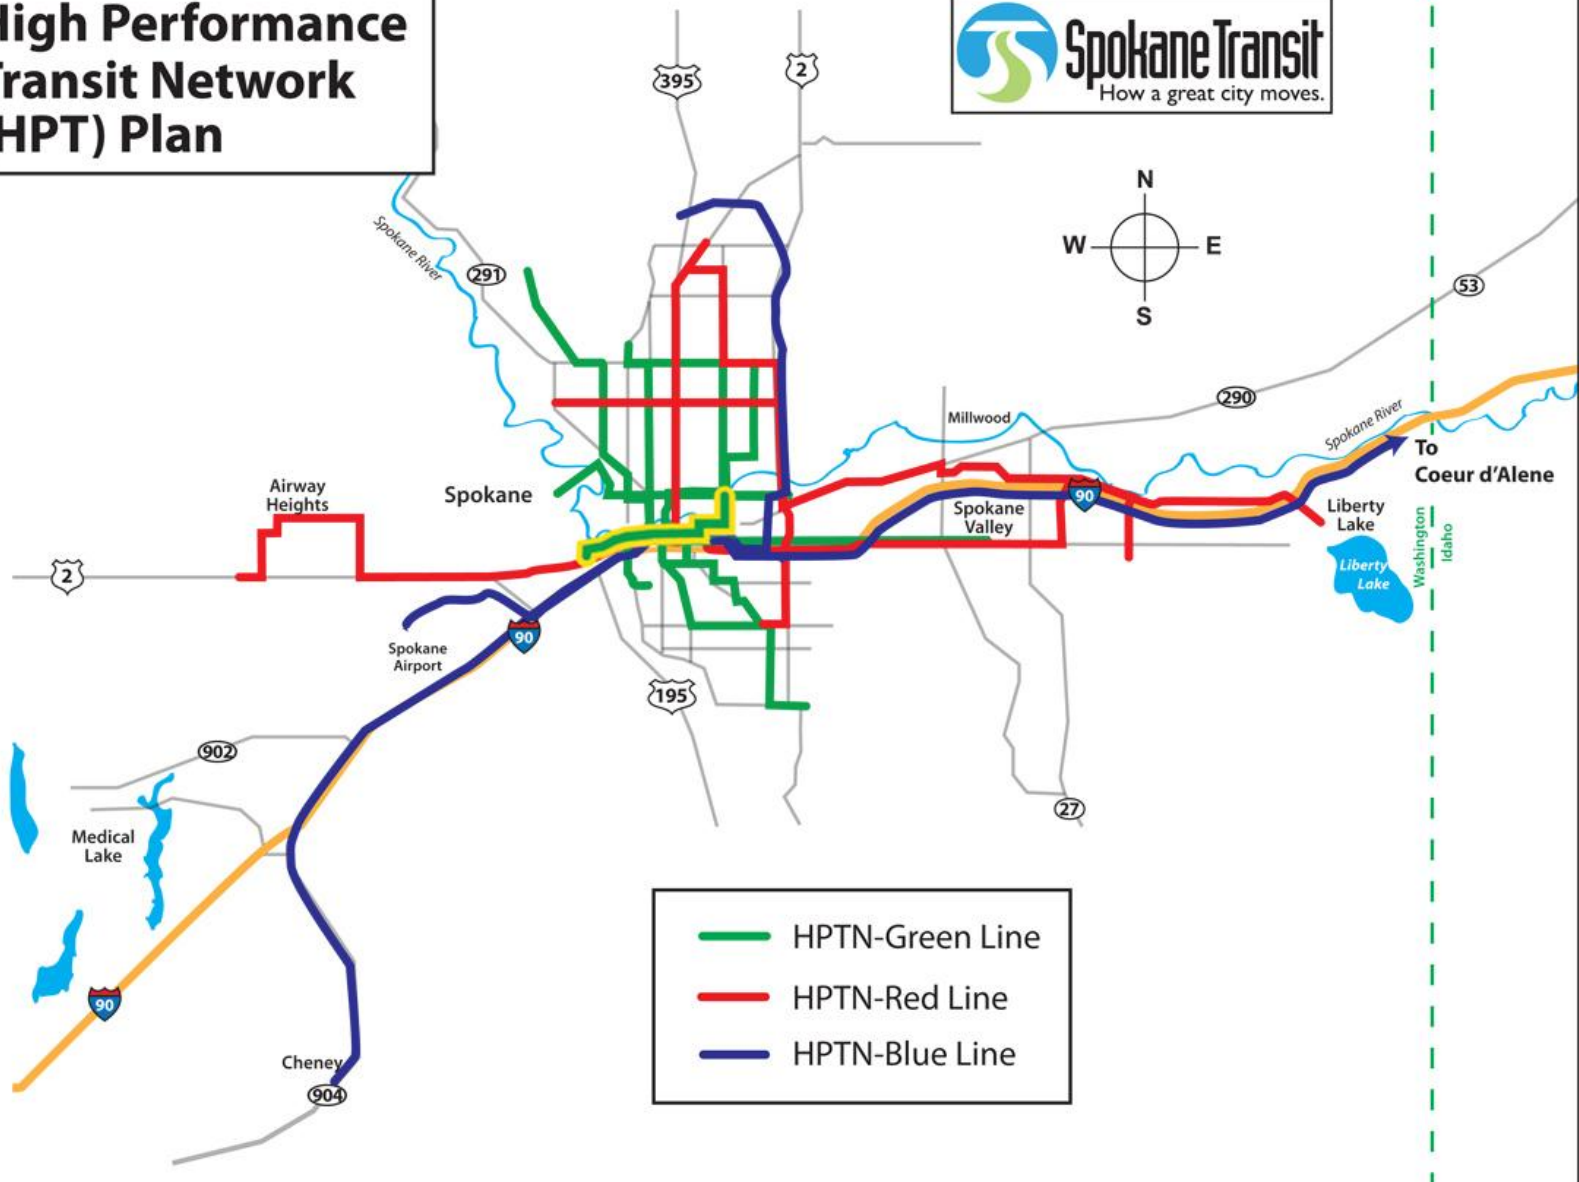 High Performance
Transit Network
(HPT) Plan
Spokane Transit
How a great city moves.
395
2
N
W
E
S
Spokane River
291
53
290
Millwood
Spokane River
To
Coeur d'Alene
Airway
Heights
Spokane
90
Spokane
Valley
Liberty
Lake
Washington
Idaho
2
Liberty
Lake
90
Spokane
Airport
195
902
27
Medical
Lake
HPTN-Green Line
HPTN-Red Line
HPTN-Blue Line
90
Cheney
904